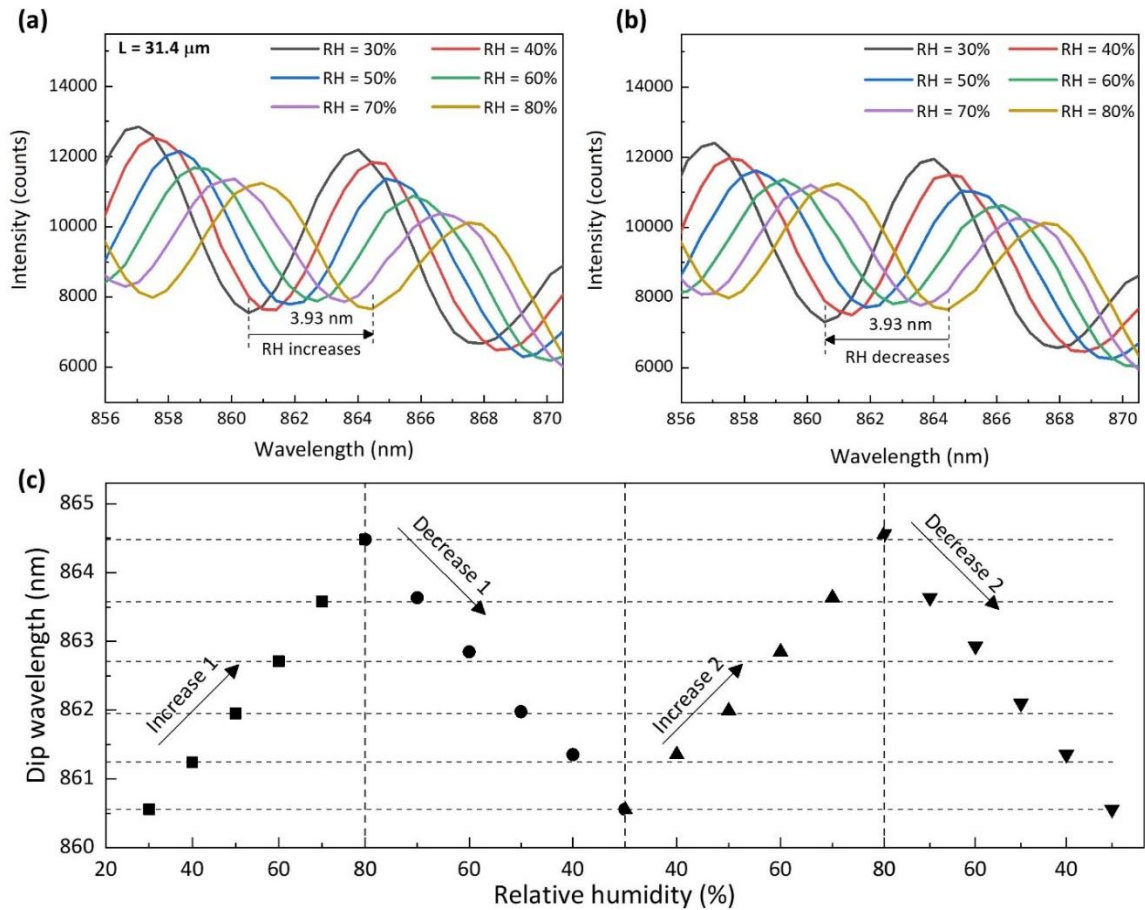 (a)
L = 31.4 μm
RH = 30%
RH = 40%
RH = 50%
RH = 60%
RH = 70%
RH = 80%
14000
12000
10000
8000
6000
Intensity (counts)
3.93 nm
RH increases
856 858 860 862 864 866 868 870
Wavelength (nm)
(b)
RH = 30%
RH = 40%
RH = 50%
RH = 60%
RH = 70%
RH = 80%
14000
12000
10000
8000
6000
Intensity (counts)
3.93 nm
RH decreases
856 858 860 862 864 866 868 870
Wavelength (nm)
(c)
865
864
863
862
861
860
Dip wavelength (nm)
Increase 1
Decrease 1
Increase 2
Decrease 2
20 40 60 80 60 40 40 60 80 60 40
Relative humidity (%)